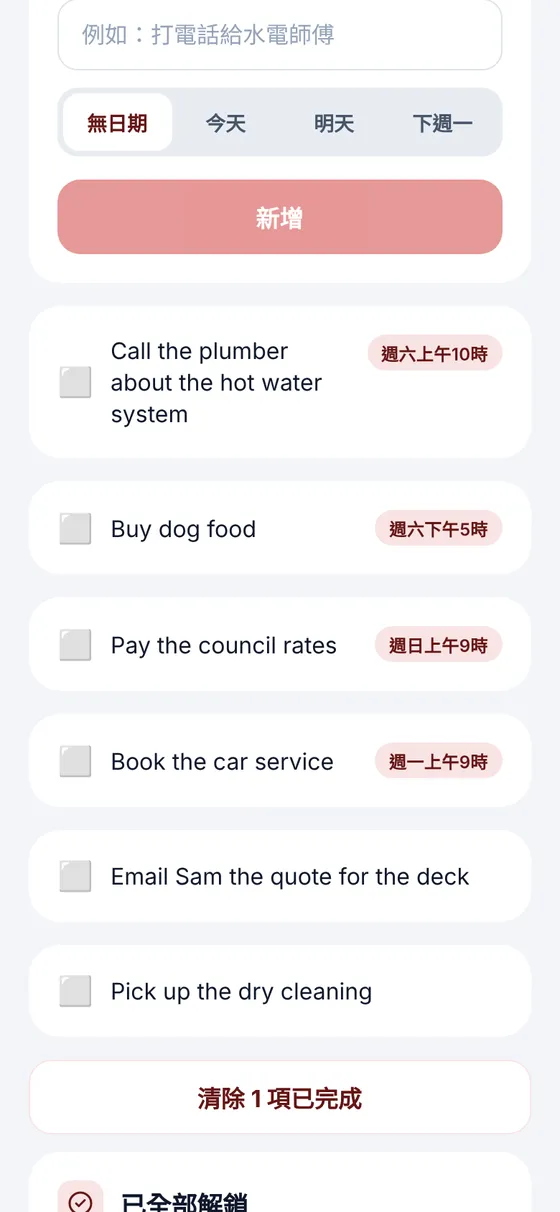 例如：打電話給水電師傅
無日期
今天
明天
下週一
新增
Call the plumber
about the hot water
system
週六上午10時
Buy dog food
週六下午5時
Pay the council rates
週日上午9時
Book the car service
週一上午9時
Email Sam the quote for the deck
Pick up the dry cleaning
清除 1 項已完成
已全部解鎖